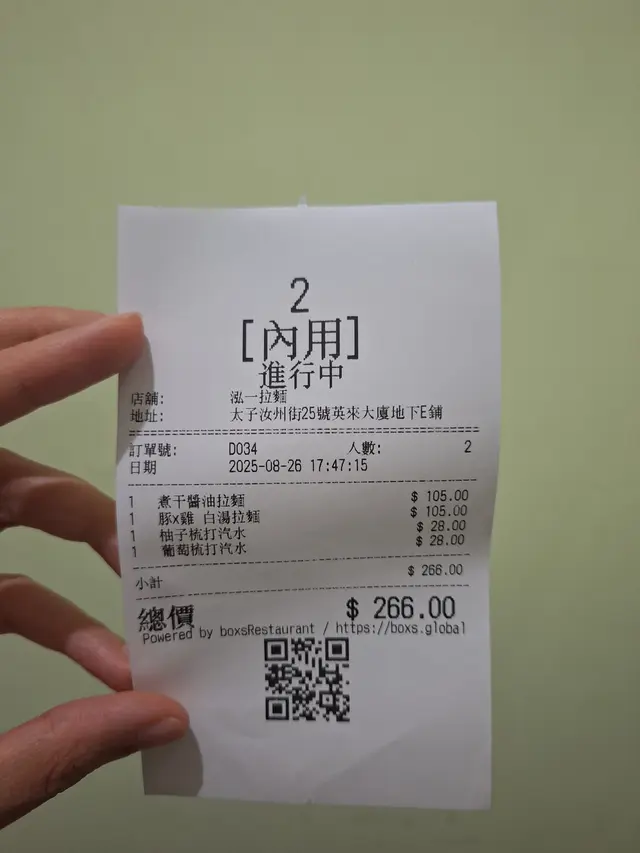 2
[內用]
進行中
店舖: 泓一拉麵
地址: 太子汝州街25號英來大廈地下E鋪
訂單號: D034 人數: 2
日期 2025-08-26 17:47:15
1 煮干醬油拉麵 $ 105.00
1 豚x雞 白湯拉麵 $ 105.00
1 柚子梳打汽水 $ 28.00
1 葡萄梳打汽水 $ 28.00
小計 $ 266.00
總價 $ 266.00
Powered by boxsRestaurant / https://boxs.global